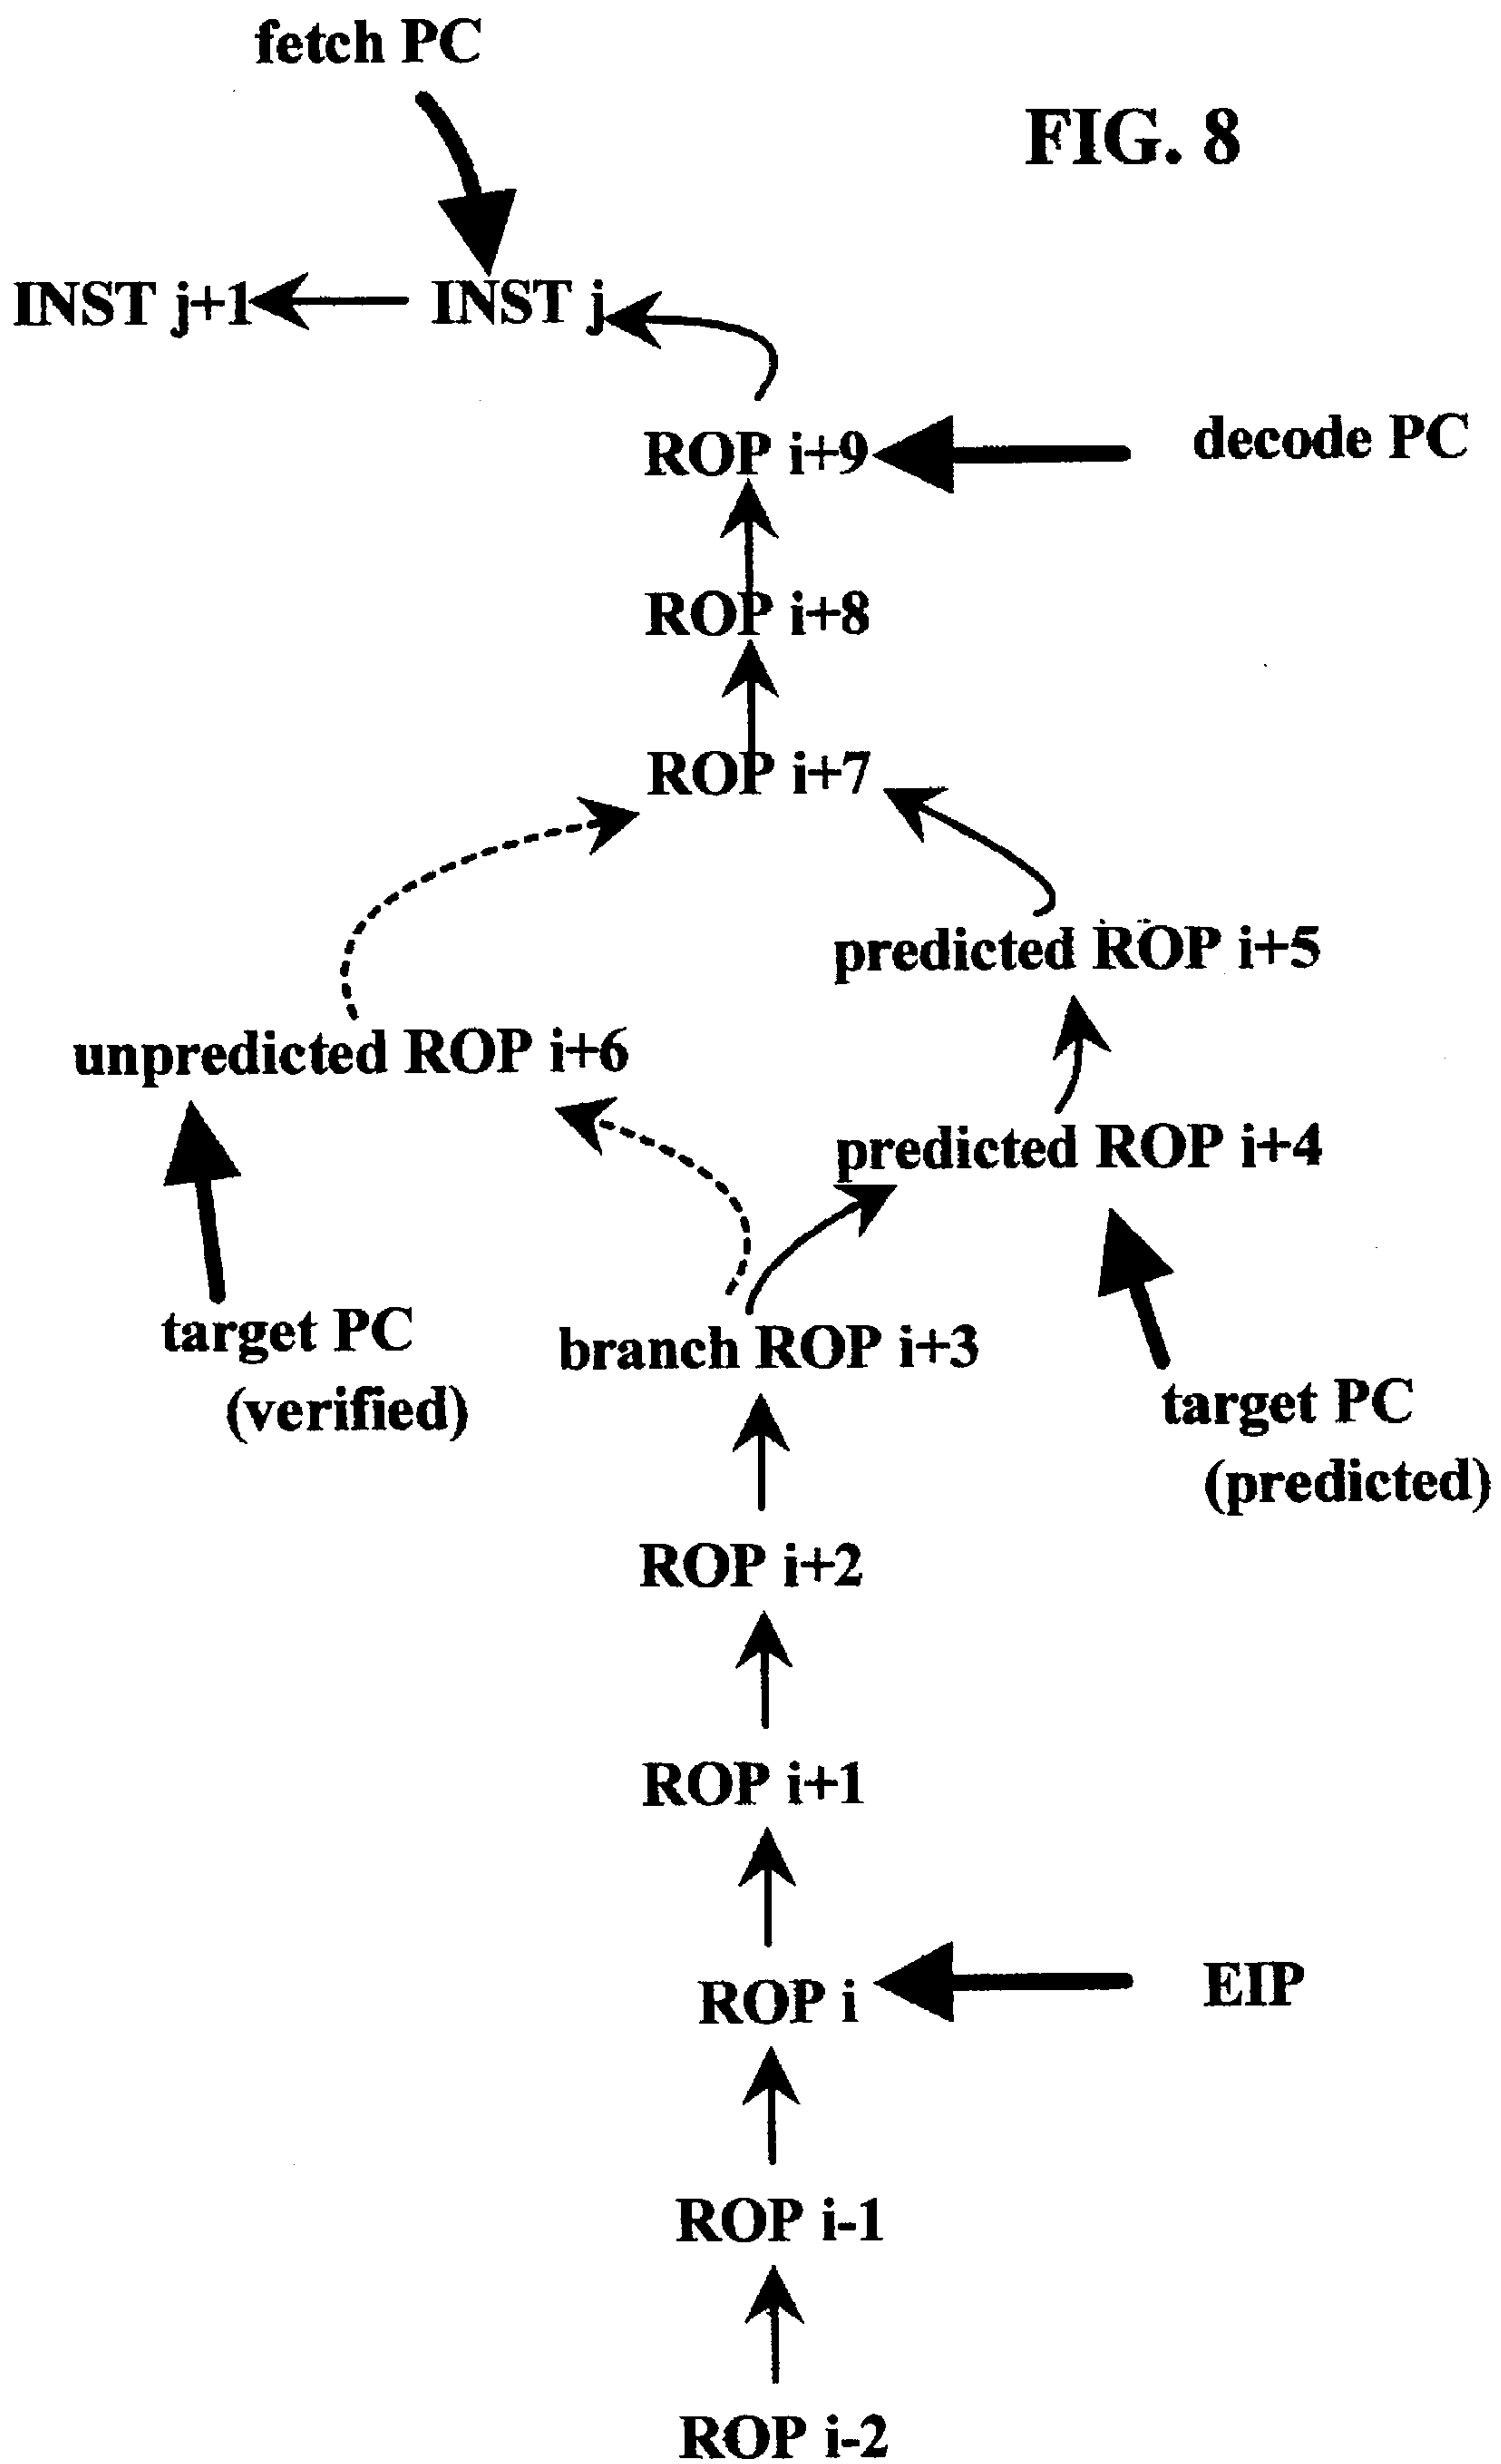 fetch PC
FIG. 8
INST j+1
INST j
ROP i+9
decode PC
ROP i+8
ROP i+7
predicted ROP i+5
unpredicted ROP i+6
predicted ROP i+4
target PC
(verified)
branch ROP i+3
target PC
(predicted)
ROP i+2
ROP i+1
ROP i
EIP
ROP i-1
ROP i-2